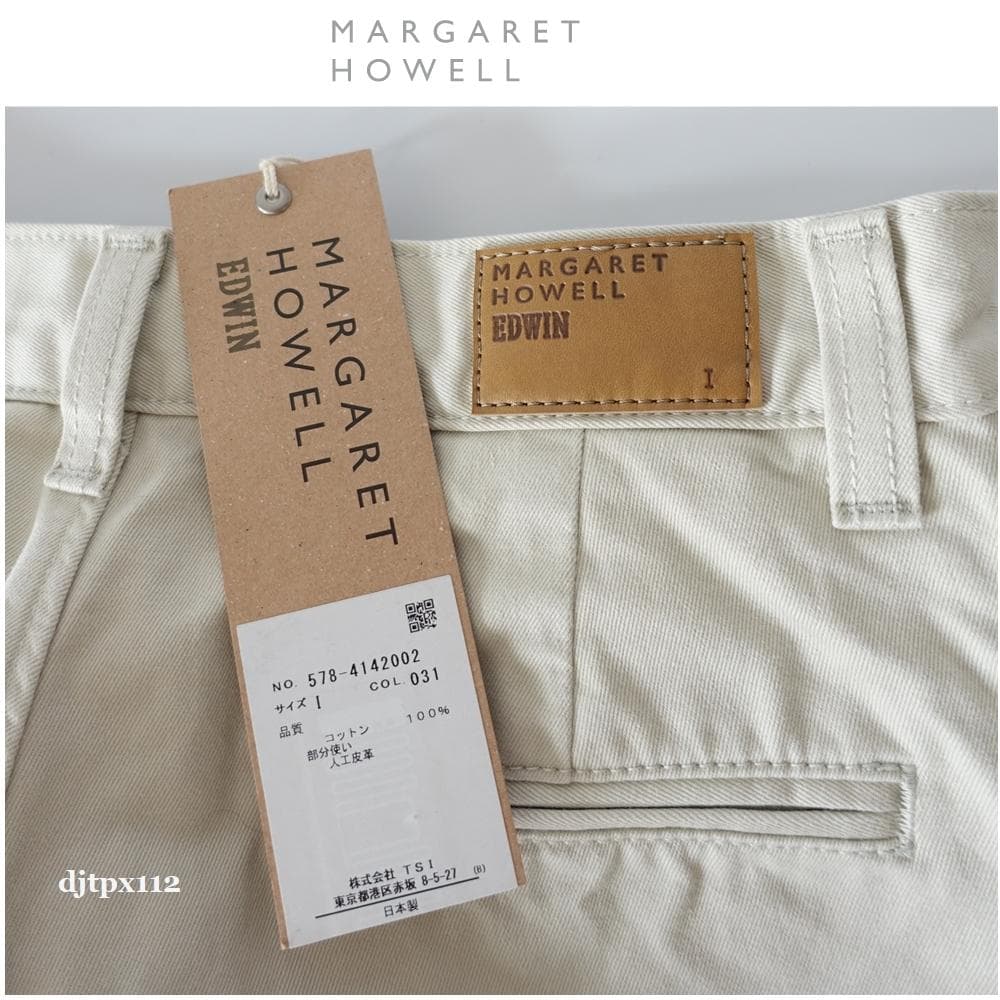 MARGARET
HOWELL
MARGARET
HOWELL
EDWIN
MARGARET
HOWELL
EDWIN
I
NO. 578-4142002
サイズ I COL. 031
品質 コットン 100%
部分使い
人工皮革
株式会社 TSI
東京都港区赤坂 8-5-27 (B)
日本製
djtpx112